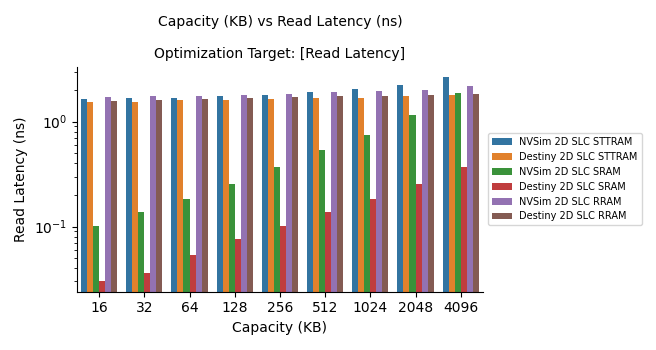 Capacity (KB) vs Read Latency (ns)
Optimization Target: [Read Latency]
Read Latency (ns)
10⁰
10⁻¹
16 32 64 128 256 512 1024 2048 4096
Capacity (KB)
NVSim 2D SLC STTRAM
Destiny 2D SLC STTRAM
NVSim 2D SLC SRAM
Destiny 2D SLC SRAM
NVSim 2D SLC RRAM
Destiny 2D SLC RRAM